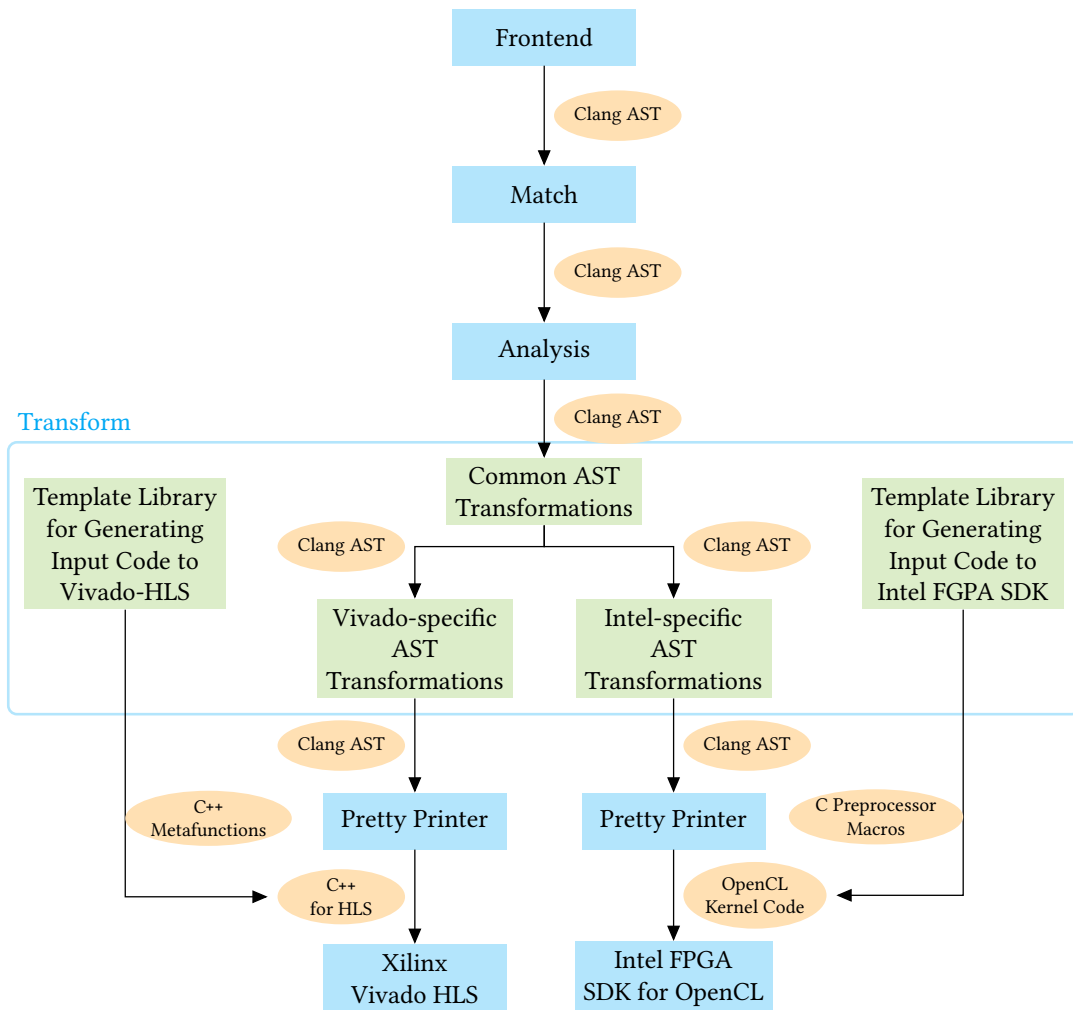 Frontend
Clang AST
Match
Clang AST
Analysis
Clang AST
Transform
Common AST
Transformations
Template Library
for Generating
Input Code to
Vivado-HLS
Template Library
for Generating
Input Code to
Intel FGPA SDK
Clang AST
Clang AST
Vivado-specific
AST
Transformations
Intel-specific
AST
Transformations
Clang AST
Clang AST
C++
Metafunctions
Pretty Printer
Pretty Printer
C Preprocessor
Macros
C++
for HLS
OpenCL
Kernel Code
Xilinx
Vivado HLS
Intel FPGA
SDK for OpenCL